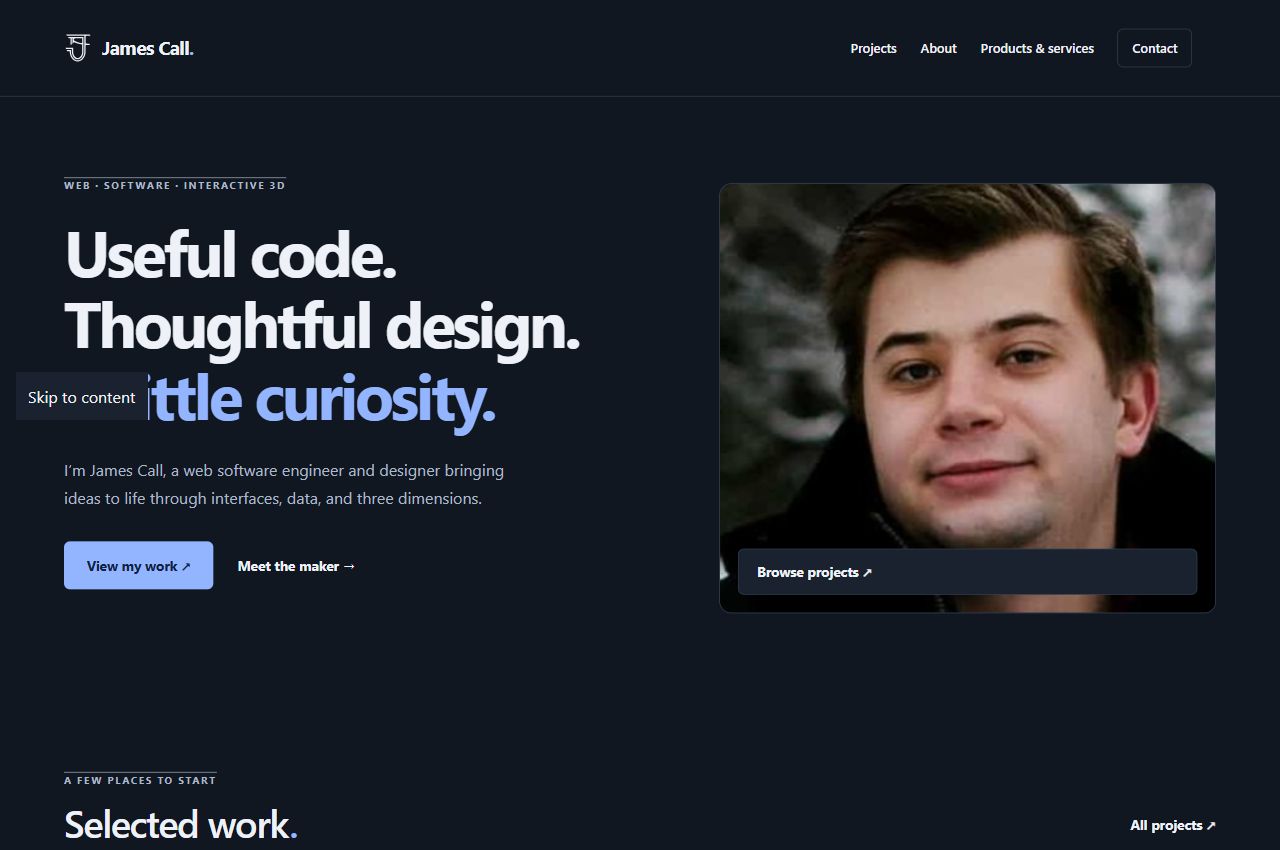 James Call.
Projects
About
Products & services
Contact
WEB • SOFTWARE • INTERACTIVE 3D
Useful code.
Thoughtful design.
Skip to content
ittle curiosity.
I’m James Call, a web software engineer and designer bringing
ideas to life through interfaces, data, and three dimensions.
View my work ↗
Meet the maker →
Browse projects ↗
A FEW PLACES TO START
Selected work.
All projects ↗